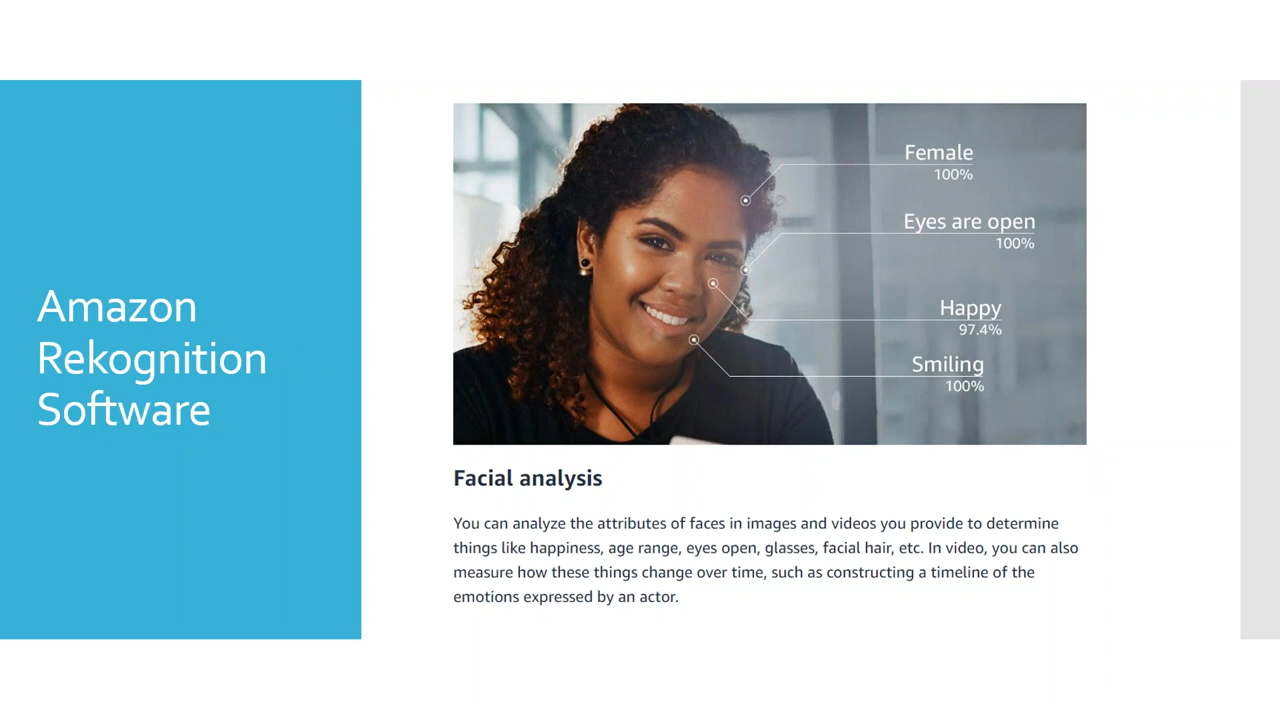 Amazon
Rekognition
Software
Female
100%
Eyes are open
100%
Happy
97.4%
Smiling
100%
Facial analysis
You can analyze the attributes of faces in images and videos you provide to determine
things like happiness, age range, eyes open, glasses, facial hair, etc. In video, you can also
measure how these things change over time, such as constructing a timeline of the
emotions expressed by an actor.